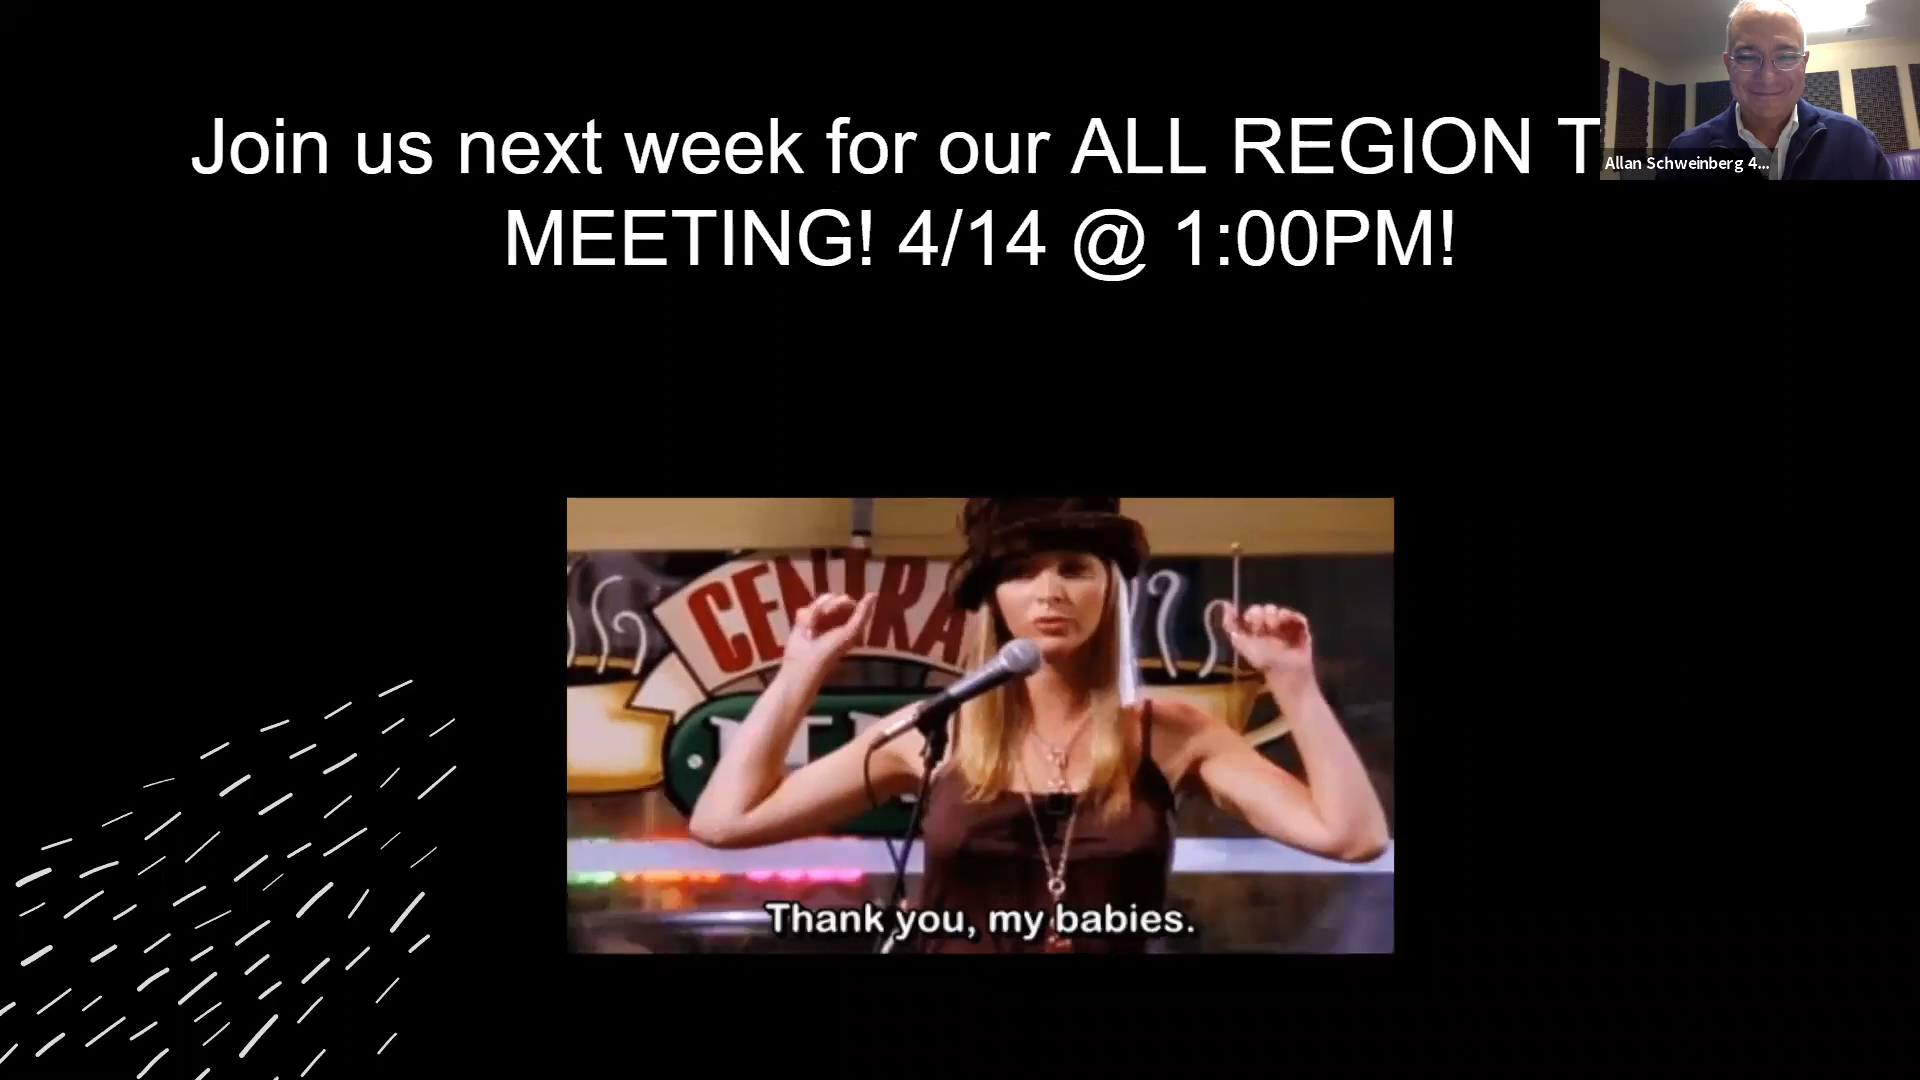 Join us next week for our ALL REGION T
MEETING! 4/14 @ 1:00PM!
Allan Schweinberg 4...
CENTRA
Thank you, my babies.